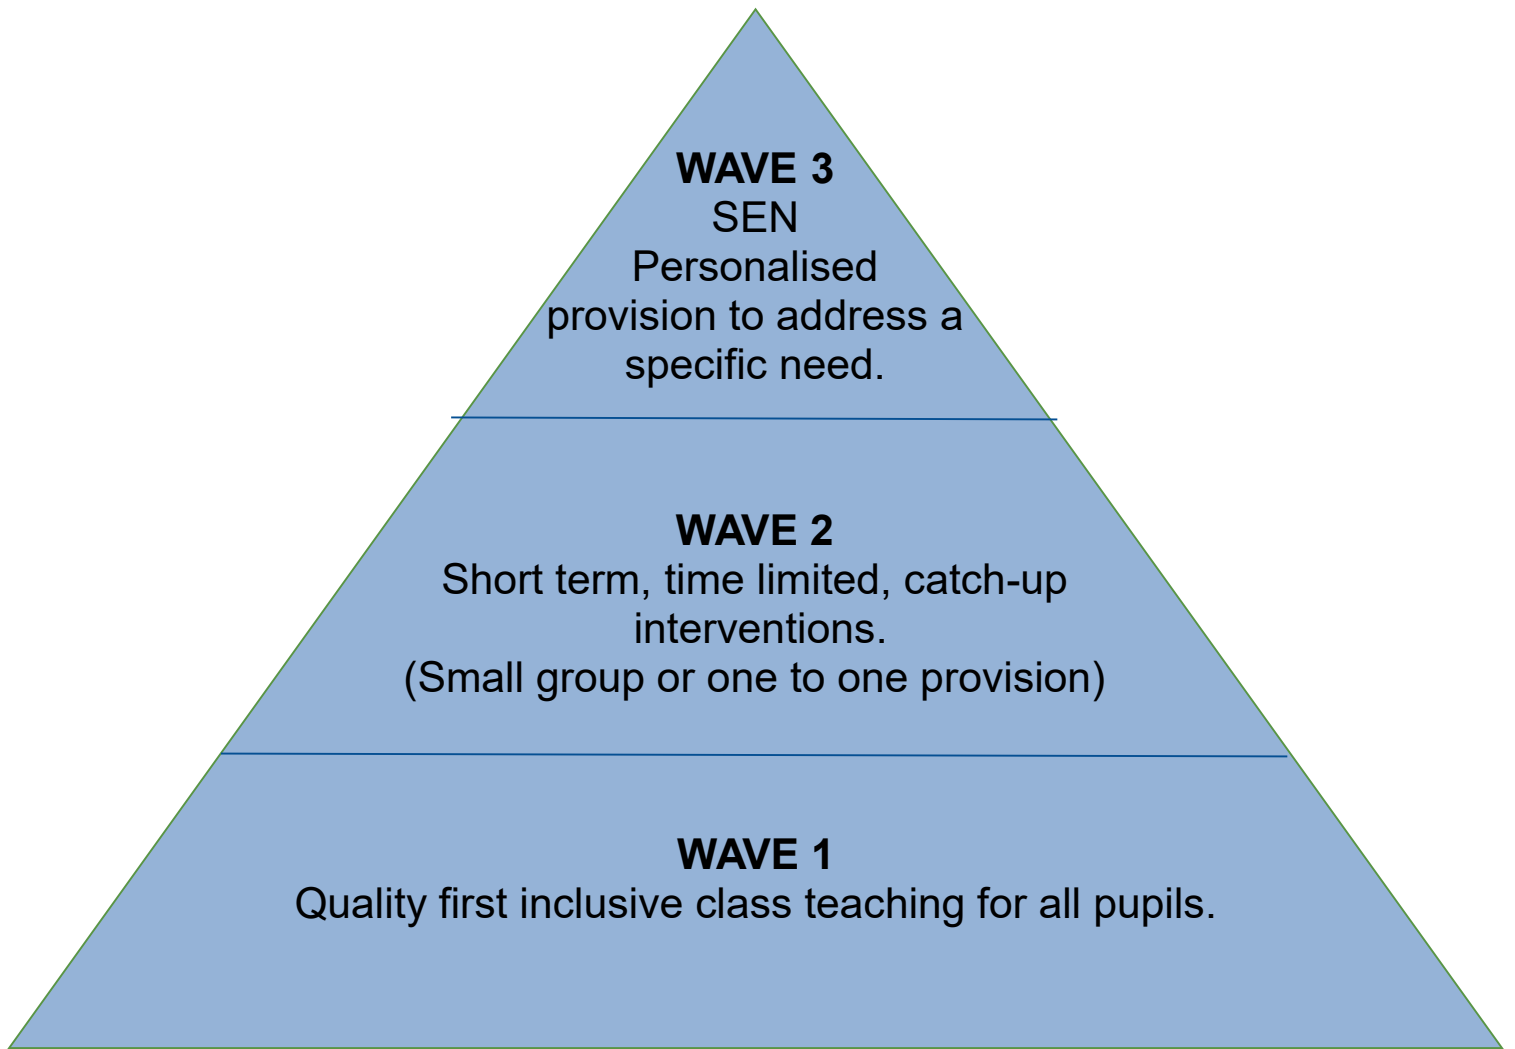 WAVE 3
SEN
Personalised
provision to address a
specific need.
WAVE 2
Short term, time limited, catch-up
interventions.
(Small group or one to one provision)
WAVE 1
Quality first inclusive class teaching for all pupils.